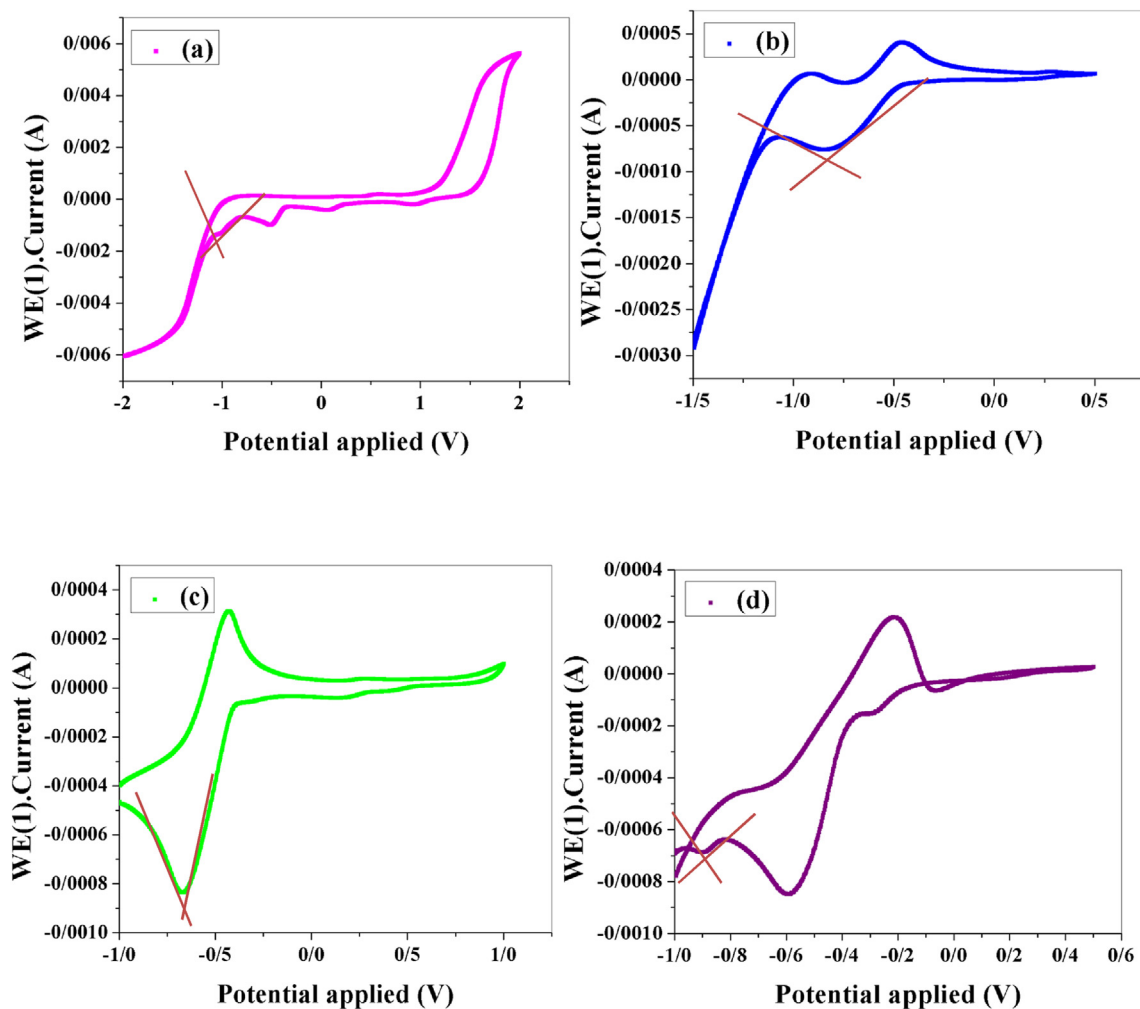 (a)
0/006
0/004
0/002
0/000
-0/002
-0/004
-0/006
WE(1).Current (A)
-2 -1 0 1 2
Potential applied (V)
(b)
0/0005
0/0000
-0/0005
-0/0010
-0/0015
-0/0020
-0/0025
-0/0030
WE(1).Current (A)
-1/5 -1/0 -0/5 0/0 0/5
Potential applied (V)
(c)
0/0004
0/0002
0/0000
-0/0002
-0/0004
-0/0006
-0/0008
-0/0010
WE(1).Current (A)
-1/0 -0/5 0/0 0/5 1/0
Potential applied (V)
(d)
0/0004
0/0002
0/0000
-0/0002
-0/0004
-0/0006
-0/0008
-0/0010
WE(1).Current (A)
-1/0 -0/8 -0/6 -0/4 -0/2 0/0 0/2 0/4 0/6
Potential applied (V)